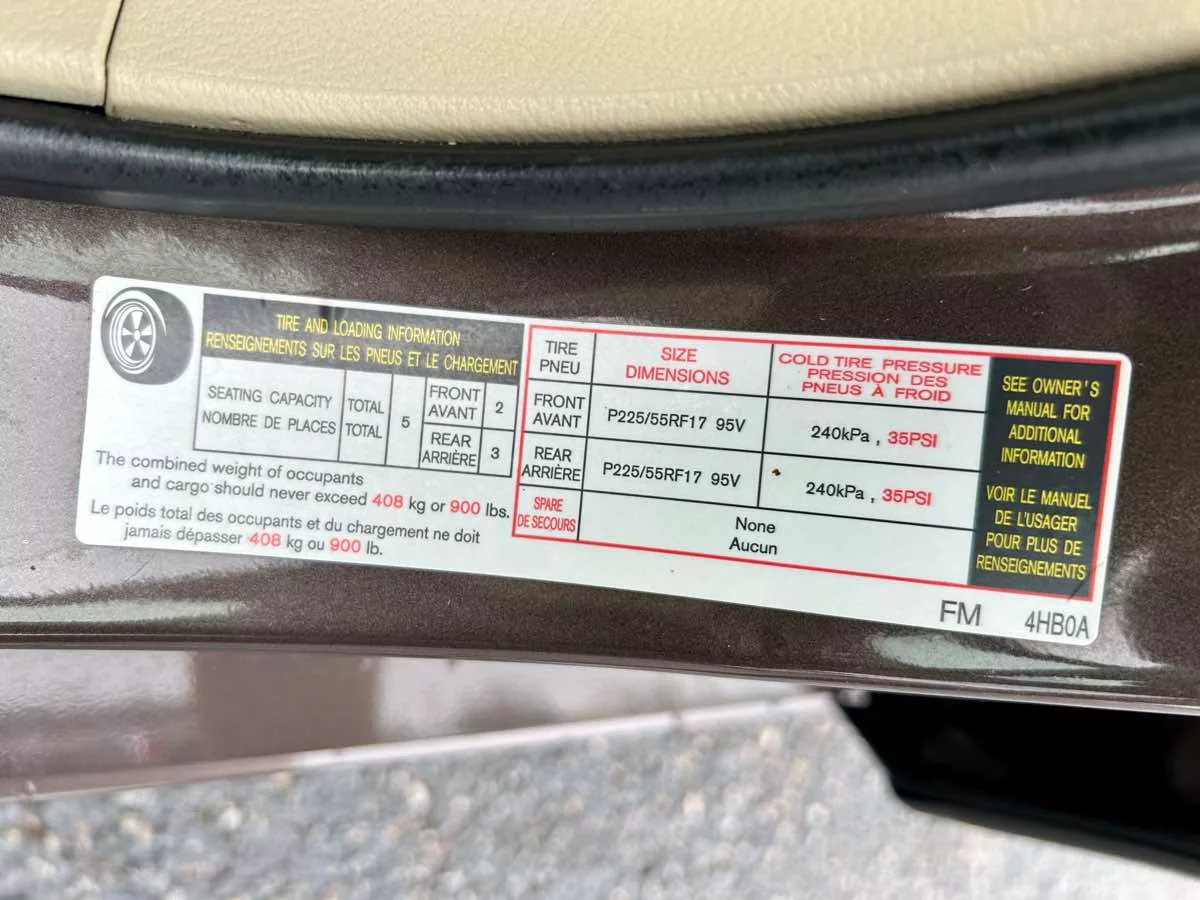 TIRE AND LOADING INFORMATION
RENSEIGNEMENTS SUR LES PNEUS ET LE CHARGEMENT
SEATING CAPACITY
NOMBRE DE PLACES
TOTAL
TOTAL
5
FRONT
AVANT
2
REAR
ARRIÈRE
3
The combined weight of occupants
and cargo should never exceed 408 kg or 900 lbs.
Le poids total des occupants et du chargement ne doit
jamais dépasser 408 kg ou 900 lb.
TIRE
PNEU
SIZE
DIMENSIONS
COLD TIRE PRESSURE
PRESSION DES
PNEUS À FROID
FRONT
AVANT
P225/55RF17 95V
240kPa , 35PSI
REAR
ARRIÈRE
P225/55RF17 95V
240kPa , 35PSI
SPARE
DE SECOURS
None
Aucun
SEE OWNER'S
MANUAL FOR
ADDITIONAL
INFORMATION
VOIR LE MANUEL
DE L'USAGER
POUR PLUS DE
RENSEIGNEMENTS
FM 4HB0A